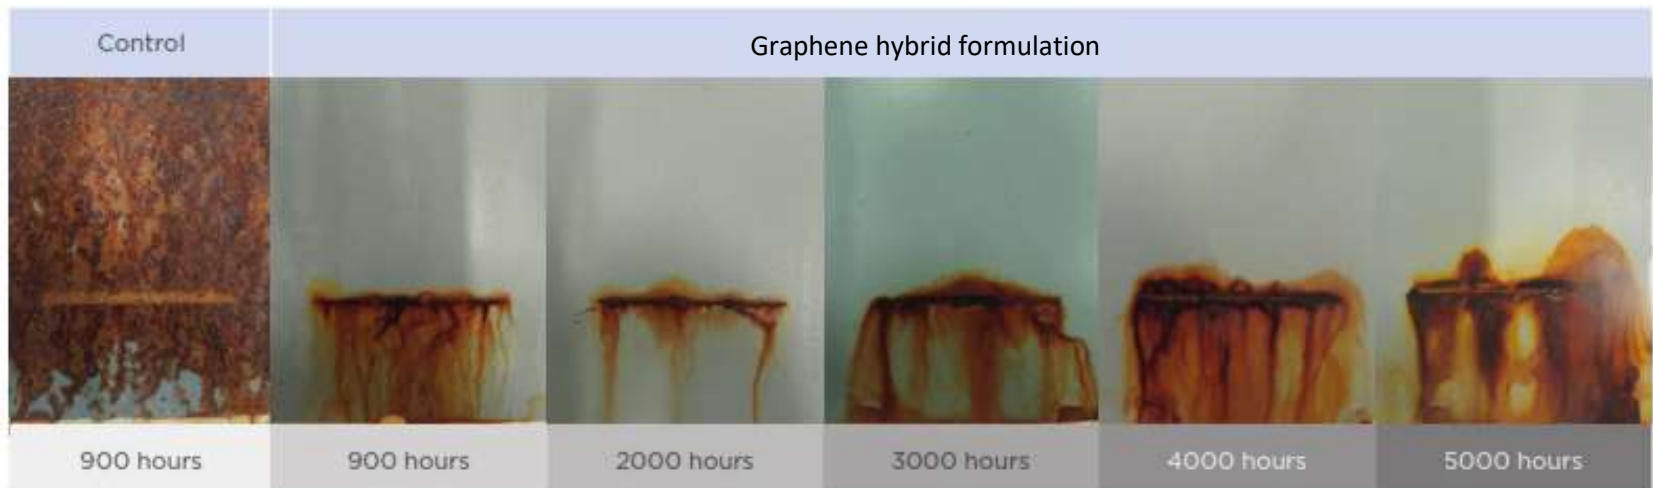 Control
Graphene hybrid formulation
900 hours
900 hours
2000 hours
3000 hours
4000 hours
5000 hours